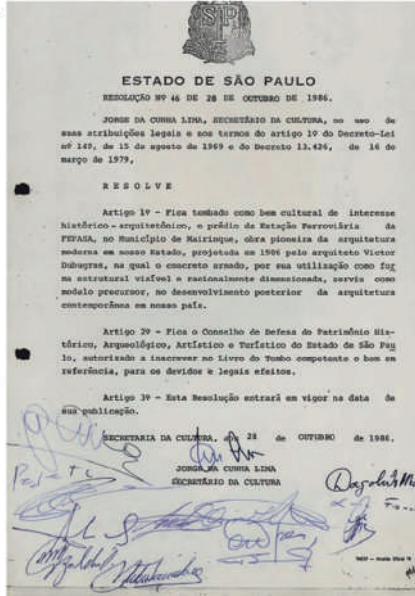 ESTADO DE SÃO PAULO
RESOLUÇÃO Nº 46 DE 28 DE OUTUBRO DE 1986.
JORGE DA CUNHA LIMA, SECRETÁRIO DA CULTURA, no uso de
suas atribuições legais e nos termos do artigo 1º do Decreto-Lei
nº 149, de 15 de agosto de 1969 e do Decreto 13.426, de 16 de
março de 1979,
R E S O L V E
Artigo 1º - Fica tombado como bem cultural de interesse
histórico-arquitetônico, o prédio da Estação Ferroviária da
FEPASA, no Município de Mairinque, obra pioneira da arquitetura
moderna em nosso Estado, projetada em 1906 pelo arquiteto Victor
Dubugras, na qual o concreto armado, por sua utilização como for
ma estrutural viável e racionalmente dimensionada, serviu como
modelo precursor, no desenvolvimento posterior da arquitetura
contemporânea em nosso país.
Artigo 2º - Fica o Conselho de Defesa do Patrimônio His-
tórico, Arqueológico, Artístico e Turístico do Estado de São Pau
lo, autorizado a inscrever no Livro do Tombo competente o bem em
referência, para os devidos e legais efeitos.
Artigo 3º - Esta Resolução entrará em vigor na data de
sua publicação.
SECRETARIA DA CULTURA, aos 28 de OUTUBRO de 1986.
JORGE DA CUNHA LIMA
SECRETÁRIO DA CULTURA